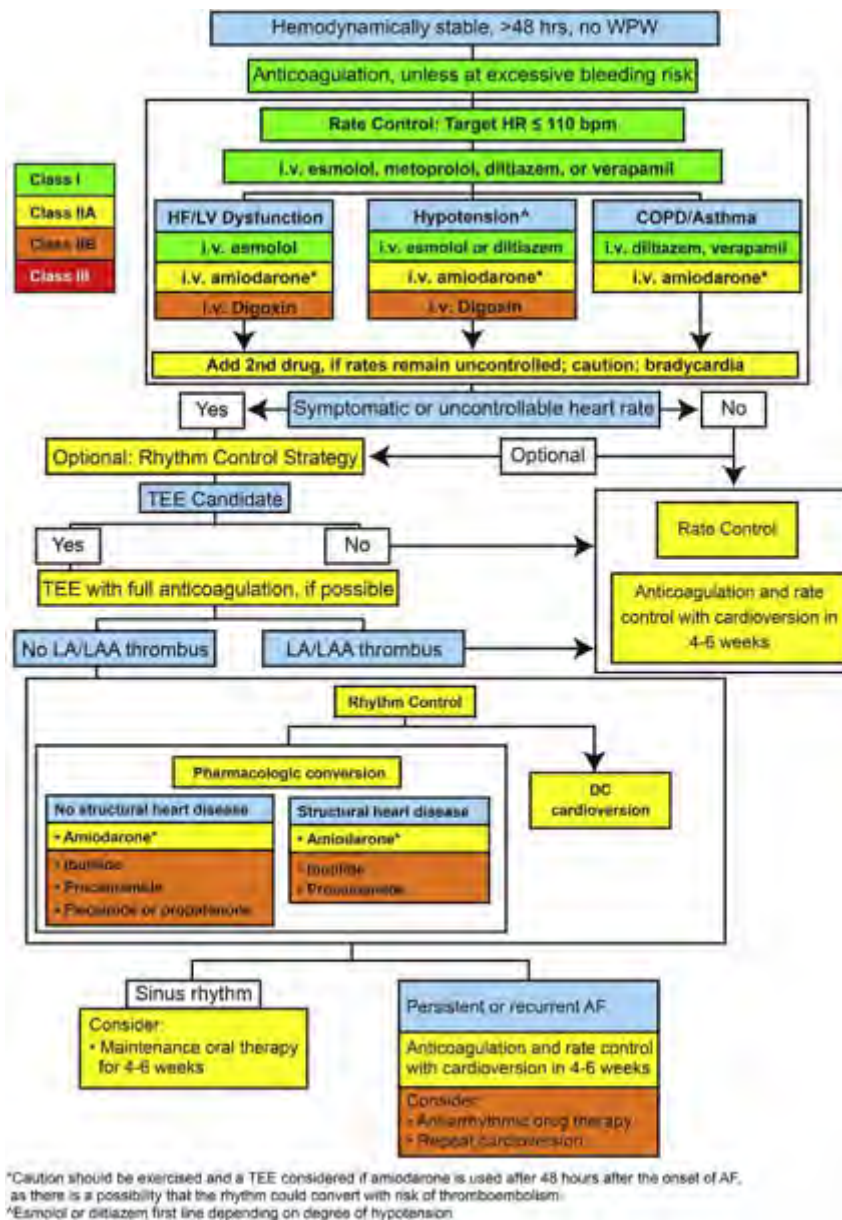 Hemodynamically stable, >48 hrs, no WPW
Anticoagulation, unless at excessive bleeding risk
Rate Control: Target HR ≤ 110 bpm
i.v. esmolol, metoprolol, diltiazem, or verapamil
Class I
Class IIA
Class IIB
Class III
HF/LV Dysfunction
i.v. esmolol
i.v. amiodarone*
i.v. Digoxin
Hypotension^
i.v. esmolol or diltiazem
i.v. amiodarone*
i.v. Digoxin
COPD/Asthma
i.v. diltiazem, verapamil
i.v. amiodarone*
Add 2nd drug, if rates remain uncontrolled; caution: bradycardia
Yes
Symptomatic or uncontrollable heart rate
No
Optional: Rhythm Control Strategy
Optional
TEE Candidate
Yes
No
Rate Control
Anticoagulation and rate
control with cardioversion in
4-6 weeks
TEE with full anticoagulation, if possible
No LA/LAA thrombus
LA/LAA thrombus
Rhythm Control
Pharmacologic conversion
DC
cardioversion
No structural heart disease
• Amiodarone*
• Ibutilide
• Procainamide
• Flecainide or propafenone
Structural heart disease
• Amiodarone*
• Ibutilide
• Procainamide
Sinus rhythm
Consider:
• Maintenance oral therapy
for 4-6 weeks
Persistent or recurrent AF
Anticoagulation and rate control
with cardioversion in 4-6 weeks
Consider:
• Antiarrhythmic drug therapy
• Repeat cardioversion
*Caution should be exercised and a TEE considered if amiodarone is used after 48 hours after the onset of AF,
as there is a possibility that the rhythm could convert with risk of thromboembolism
^Esmolol or diltiazem first line depending on degree of hypotension